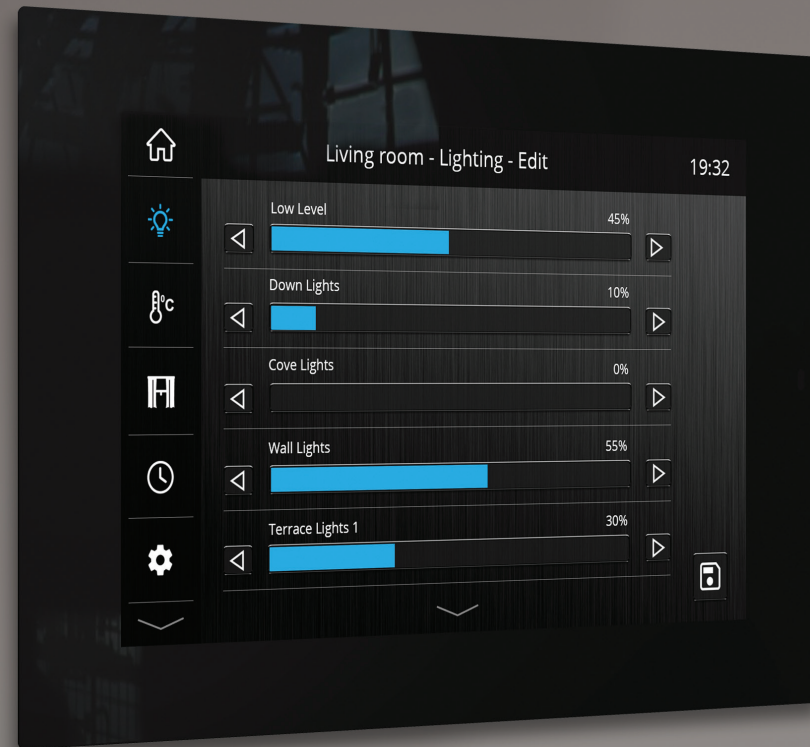 Living room - Lighting - Edit
19:32
Low Level
45%
Down Lights
10%
°C
Cove Lights
0%
Wall Lights
55%
Terrace Lights 1
30%